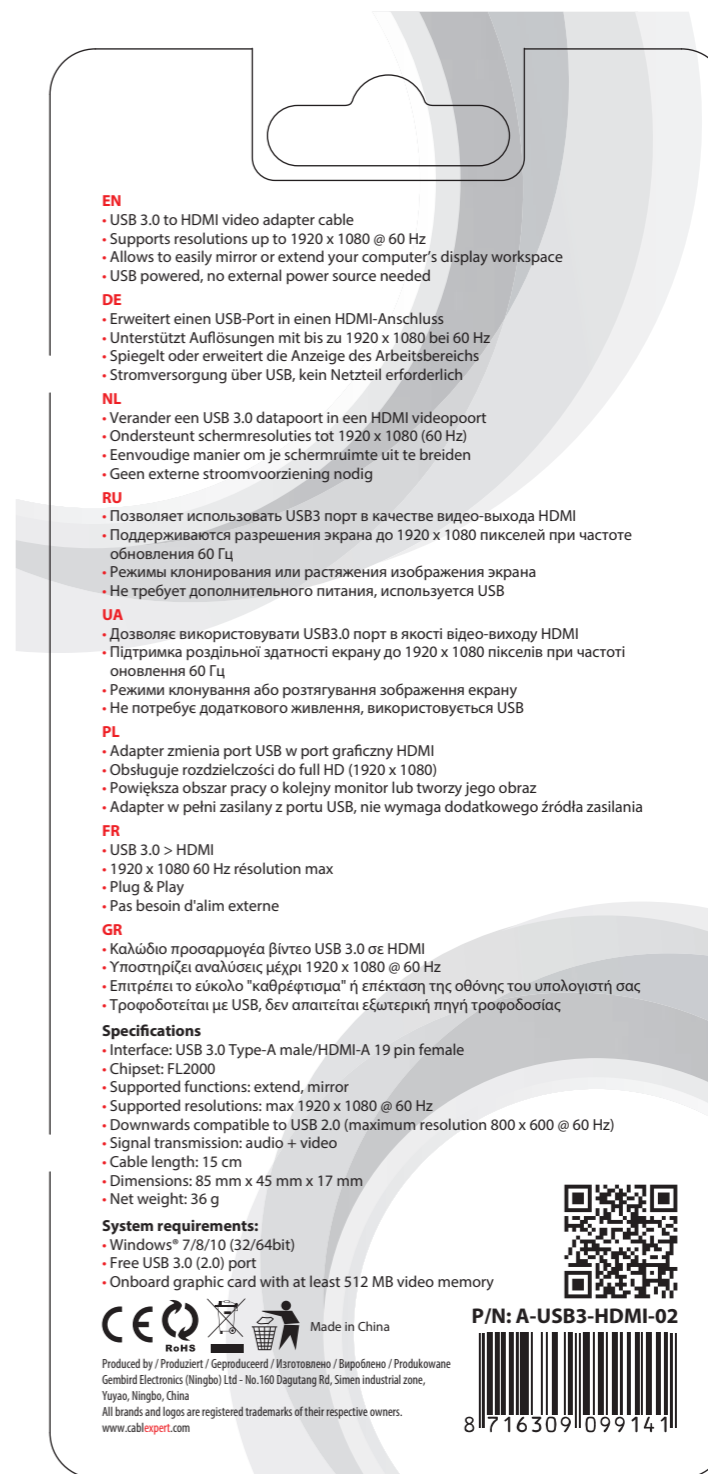 EN
• USB 3.0 to HDMI video adapter cable
• Supports resolutions up to 1920 x 1080 @ 60 Hz
• Allows to easily mirror or extend your computer's display workspace
• USB powered, no external power source needed
DE
• Erweitert einen USB-Port in einen HDMI-Anschluss
• Unterstützt Auflösungen mit bis zu 1920 x 1080 bei 60 Hz
• Spiegelt oder erweitert die Anzeige des Arbeitsbereichs
• Stromversorgung über USB, kein Netzteil erforderlich
NL
• Verander een USB 3.0 datapoort in een HDMI videopoort
• Ondersteunt schermresoluties tot 1920 x 1080 (60 Hz)
• Eenvoudige manier om je schermruimte uit te breiden
• Geen externe stroomvoorziening nodig
RU
• Позволяет использовать USB3 порт в качестве видео-выхода HDMI
• Поддерживаются разрешения экрана до 1920 x 1080 пикселей при частоте
обновления 60 Гц
• Режимы клонирования или растяжения изображения экрана
• Не требует дополнительного питания, используется USB
UA
• Дозволяє використовувати USB3.0 порт в якості відео-виходу HDMI
• Підтримка роздільної здатності екрану до 1920 x 1080 пікселів при частоті
оновлення 60 Гц
• Режими клонування або розтягування зображення екрану
• Не потребує додаткового живлення, використовується USB
PL
• Adapter zmienia port USB w port graficzny HDMI
• Obsługuje rozdzielczości do full HD (1920 x 1080)
• Powiększa obszar pracy o kolejny monitor lub tworzy jego obraz
• Adapter w pełni zasilany z portu USB, nie wymaga dodatkowego źródła zasilania
FR
• USB 3.0 > HDMI
• 1920 x 1080 60 Hz résolution max
• Plug & Play
• Pas besoin d'alim externe
GR
• Καλώδιο προσαρμογέα βίντεο USB 3.0 σε HDMI
• Υποστηρίζει αναλύσεις μέχρι 1920 x 1080 @ 60 Hz
• Επιτρέπει το εύκολο "καθρέφτισμα" ή επέκταση της οθόνης του υπολογιστή σας
• Τροφοδοτείται με USB, δεν απαιτείται εξωτερική πηγή τροφοδοσίας
Specifications
• Interface: USB 3.0 Type-A male/HDMI-A 19 pin female
• Chipset: FL2000
• Supported functions: extend, mirror
• Supported resolutions: max 1920 x 1080 @ 60 Hz
• Downwards compatible to USB 2.0 (maximum resolution 800 x 600 @ 60 Hz)
• Signal transmission: audio + video
• Cable length: 15 cm
• Dimensions: 85 mm x 45 mm x 17 mm
• Net weight: 36 g
System requirements:
• Windows® 7/8/10 (32/64bit)
• Free USB 3.0 (2.0) port
• Onboard graphic card with at least 512 MB video memory
P/N: A-USB3-HDMI-02
CE RoHS Made in China
Produced by / Produziert / Geproduceerd / Изготовлено / Вироблено / Produkowane
Gembird Electronics (Ningbo) Ltd - No.160 Dagutang Rd, Simen industrial zone,
Yuyao, Ningbo, China
All brands and logos are registered trademarks of their respective owners.
www.cablexpert.com
8 716309 099141